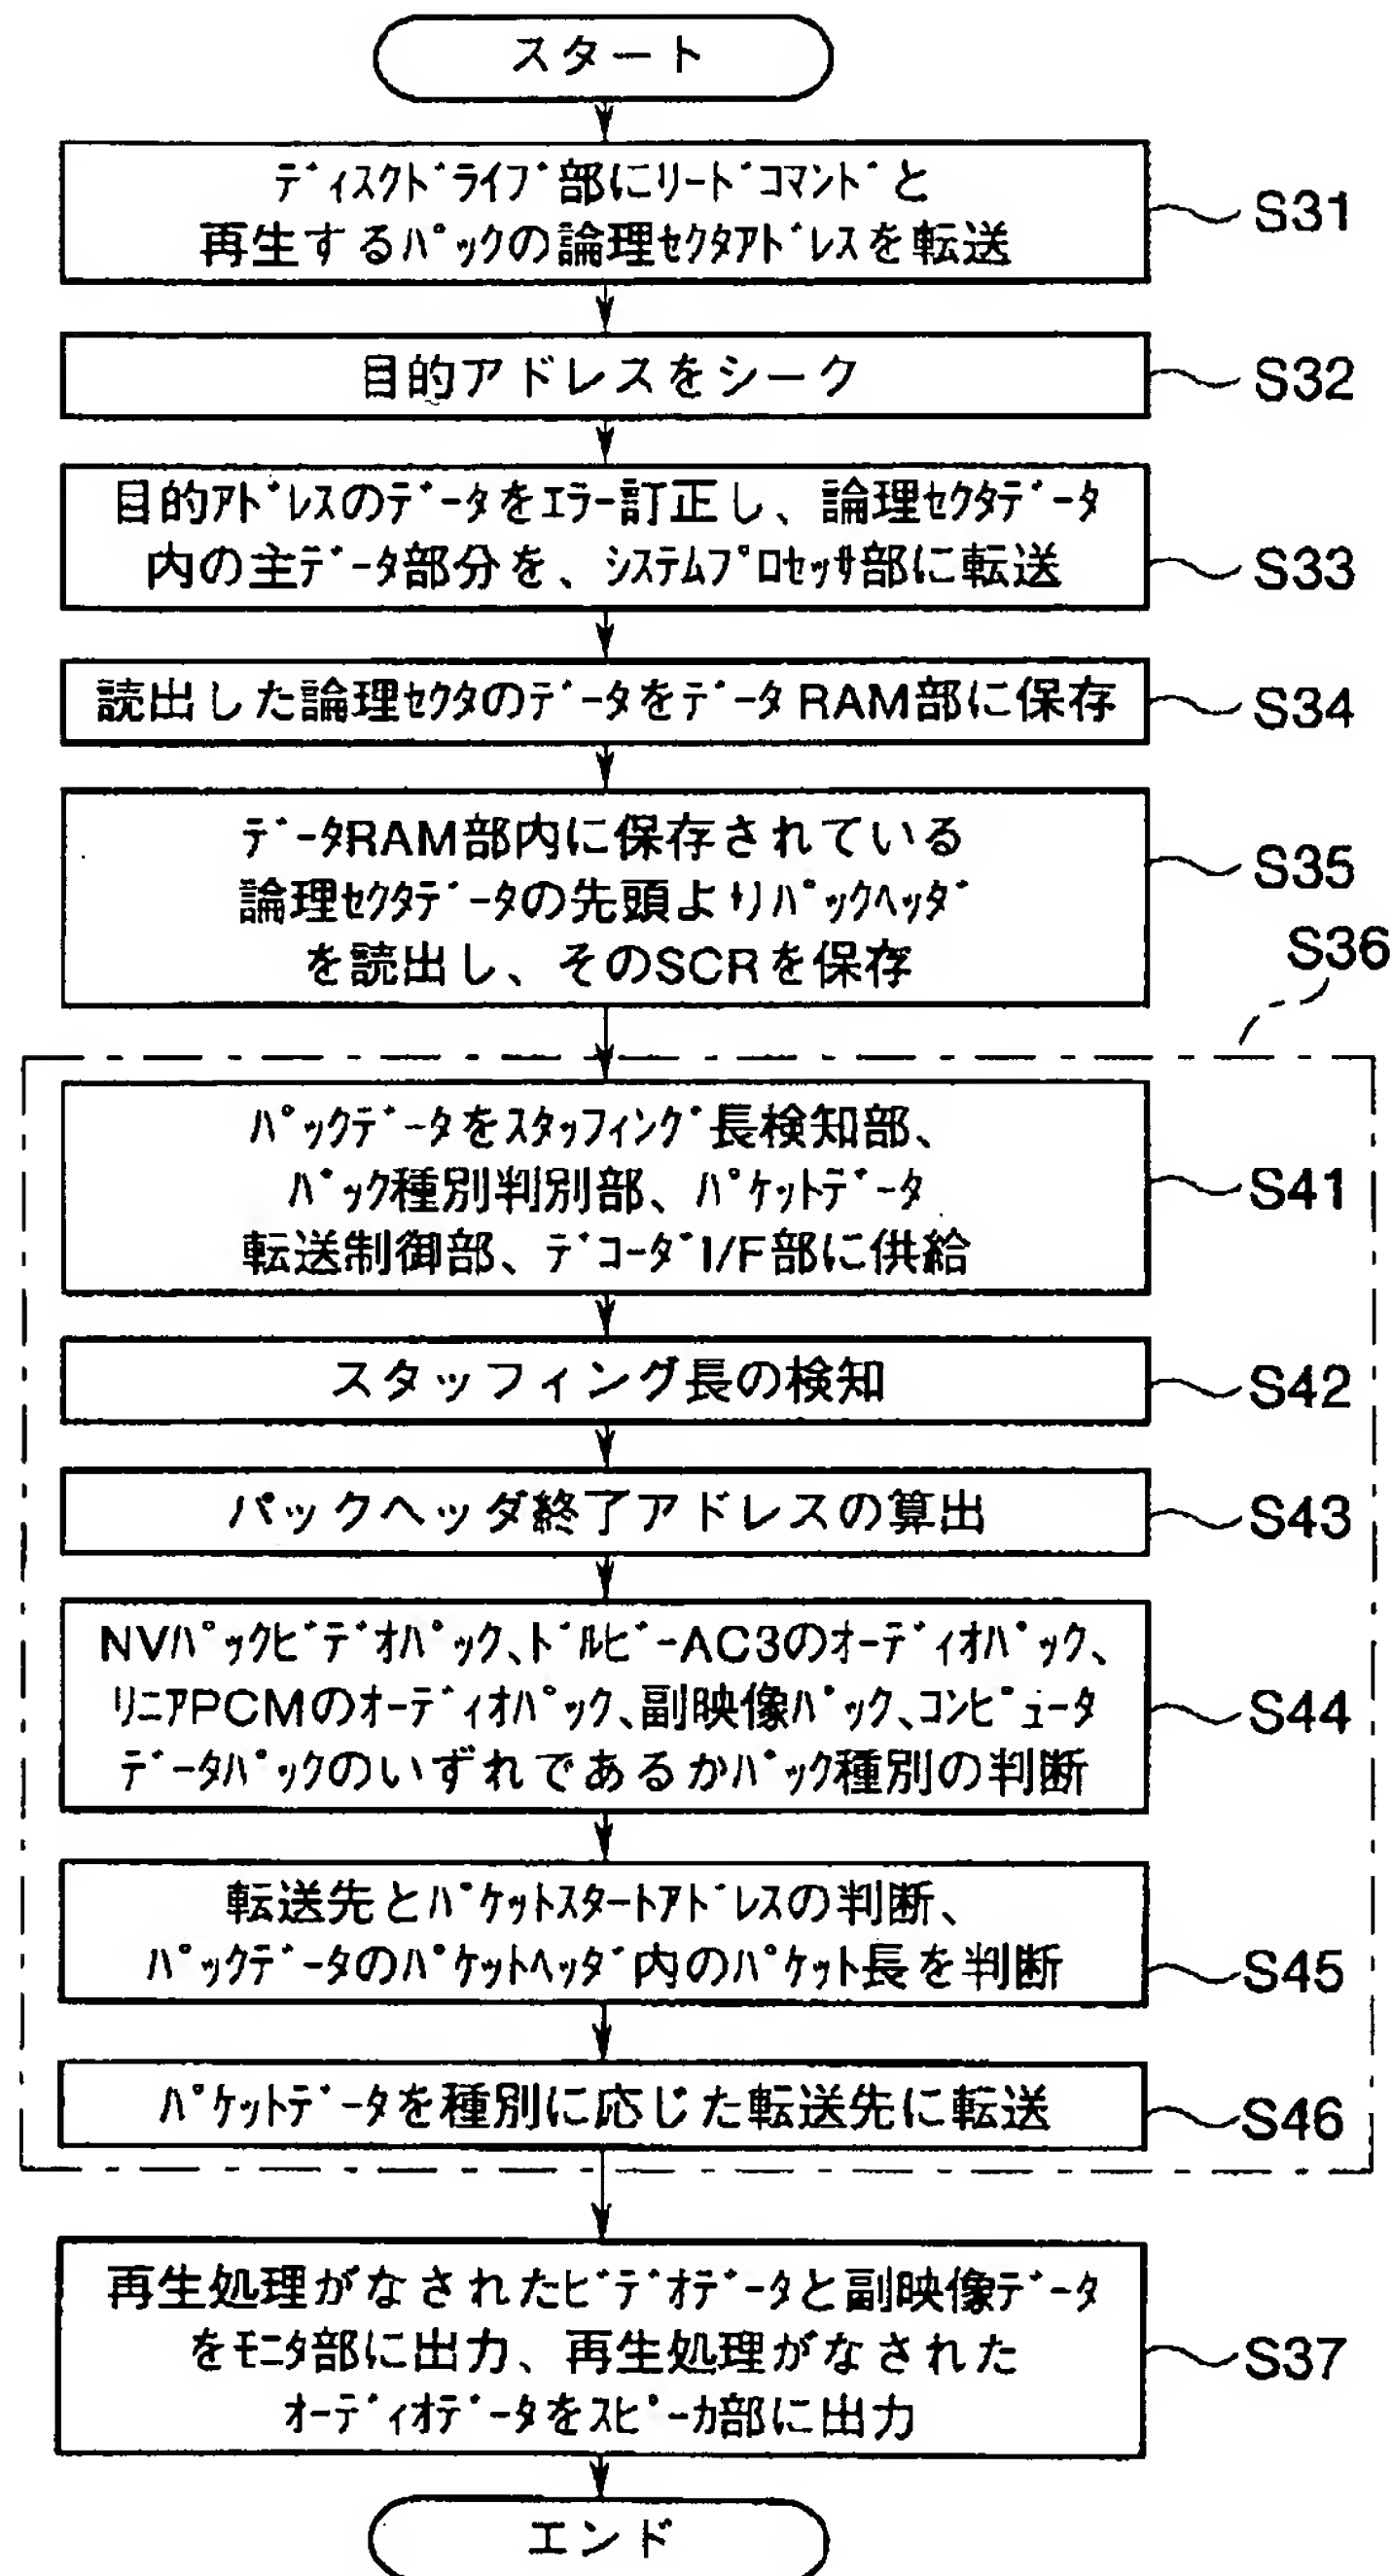 スタート
ﾃﾞｨｽｸﾄﾞﾗｲﾌﾞ部にﾘｰﾄﾞｺﾏﾝﾄﾞと
再生するﾊﾟｯｸの論理ｾｸﾀｱﾄﾞﾚｽを転送
S31
目的アドレスをシーク
S32
目的ｱﾄﾞﾚｽのﾃﾞｰﾀをｴﾗｰ訂正し、論理ｾｸﾀﾃﾞｰﾀ
内の主ﾃﾞｰﾀ部分を、ｼｽﾃﾑﾌﾟﾛｾｯｻ部に転送
S33
読出した論理ｾｸﾀのﾃﾞｰﾀをﾃﾞｰﾀRAM部に保存
S34
ﾃﾞｰﾀRAM部内に保存されている
論理ｾｸﾀﾃﾞｰﾀの先頭よりﾊﾟｯｸﾍｯﾀﾞ
を読出し、そのSCRを保存
S35
S36
ﾊﾟｯｸﾃﾞｰﾀをｽﾀｯﾌｨﾝｸﾞ長検知部、
ﾊﾟｯｸ種別判別部、ﾊﾟｹｯﾄﾃﾞｰﾀ
転送制御部、ﾃﾞｺｰﾀﾞI/F部に供給
S41
スタッフィング長の検知
S42
パックヘッダ終了アドレスの算出
S43
NVﾊﾟｯｸﾋﾞﾃﾞｵﾊﾟｯｸ､ﾄﾞﾙﾋﾞｰAC3のｵｰﾃﾞｨｵﾊﾟｯｸ､
ﾘﾆｱPCMのｵｰﾃﾞｨｵﾊﾟｯｸ､副映像ﾊﾟｯｸ､ｺﾝﾋﾟｭｰﾀ
ﾃﾞｰﾀﾊﾟｯｸのいずれであるかﾊﾟｯｸ種別の判断
S44
転送先とﾊﾟｹｯﾄｽﾀｰﾄｱﾄﾞﾚｽの判断、
ﾊﾟｯｸﾃﾞｰﾀのﾊﾟｹｯﾄﾍｯﾀﾞ内のﾊﾟｹｯﾄ長を判断
S45
ﾊﾟｹｯﾄﾃﾞｰﾀを種別に応じた転送先に転送
S46
再生処理がなされたﾋﾞﾃﾞｵﾃﾞｰﾀと副映像ﾃﾞｰﾀ
をﾓﾆﾀ部に出力、再生処理がなされた
ｵｰﾃﾞｨｵﾃﾞｰﾀをｽﾋﾟｰｶ部に出力
S37
エンド